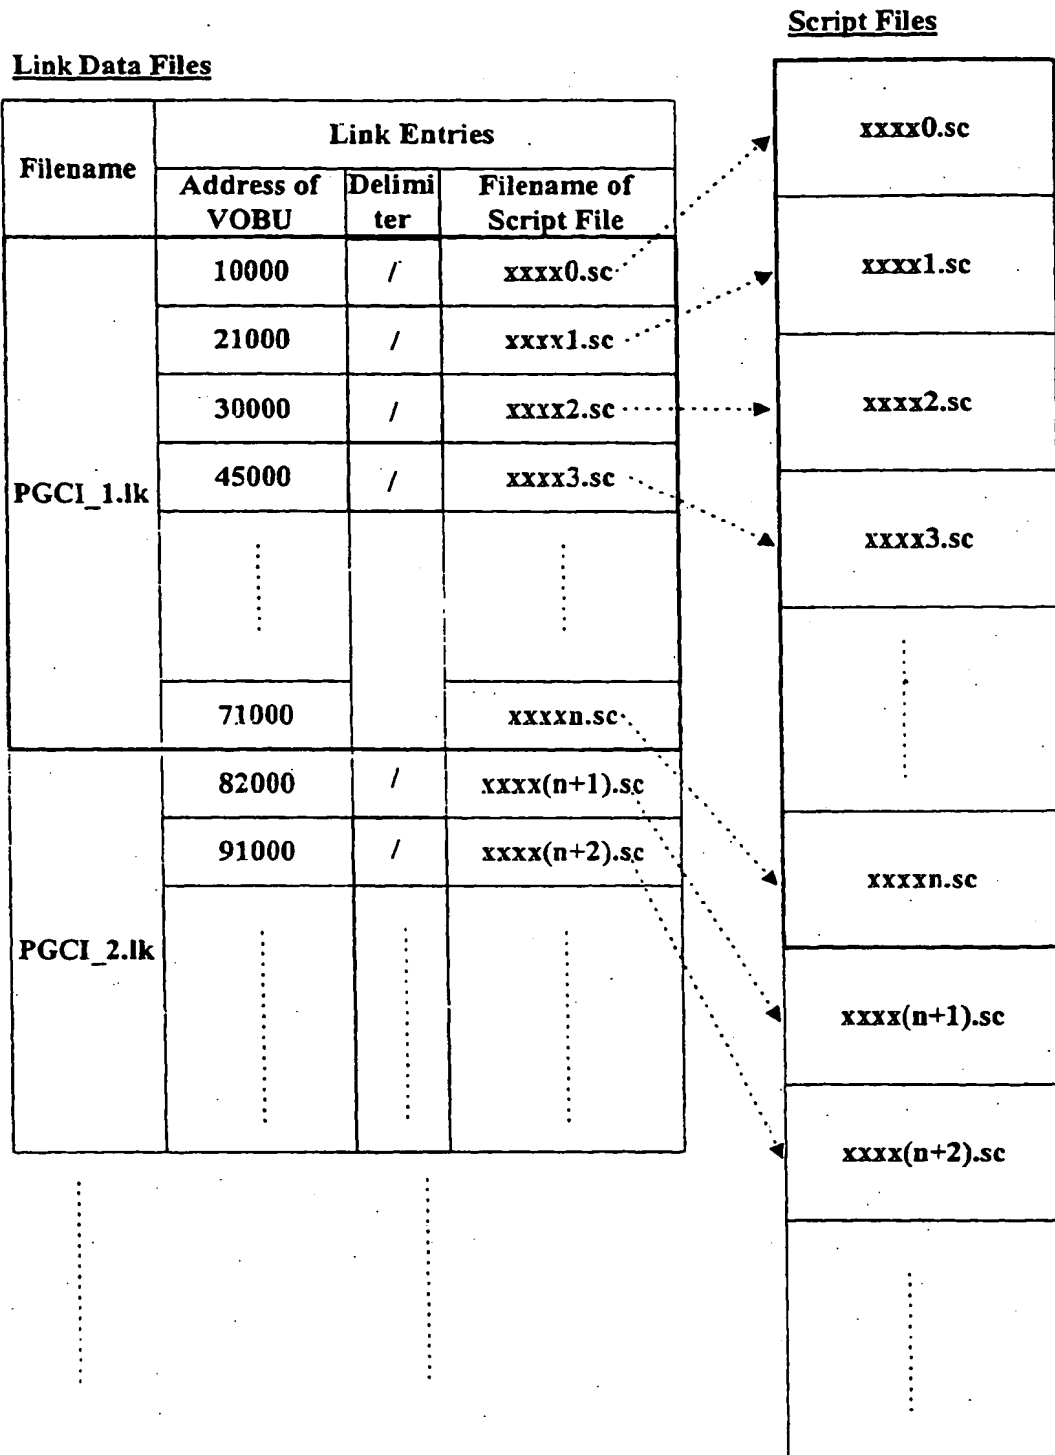 Script Files
Link Data Files
Filename
Link Entries
Address of
VOBU
Delimi
ter
Filename of
Script File
PGCI_1.lk
10000 / xxxx0.sc
21000 / xxxx1.sc
30000 / xxxx2.sc
45000 / xxxx3.sc
71000 xxxxn.sc
PGCI_2.lk
82000 / xxxx(n+1).sc
91000 / xxxx(n+2).sc
xxxx0.sc
xxxx1.sc
xxxx2.sc
xxxx3.sc
xxxxn.sc
xxxx(n+1).sc
xxxx(n+2).sc